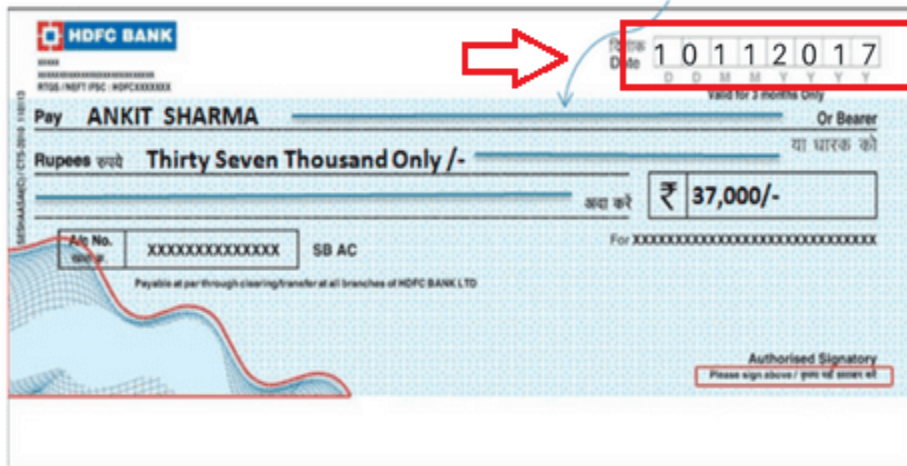 HDFC BANK
दिनांक
Date 1 0 1 1 2 0 1 7
D D M M Y Y Y Y
XXXXX
RTGS / NEFT IFSC : HDFCXXXXXXX
Valid for 3 months Only
Pay ANKIT SHARMA Or Bearer
या धारक को
Rupees रुपये Thirty Seven Thousand Only /-
अदा करें ₹ 37,000/-
A/c No. XXXXXXXXXXXXXX SB AC
For XXXXXXXXXXXXXXXXXXXXXXXXXXXX
Payable at par through clearing/transfer at all branches of HDFC BANK LTD
Authorised Signatory
Please sign above /